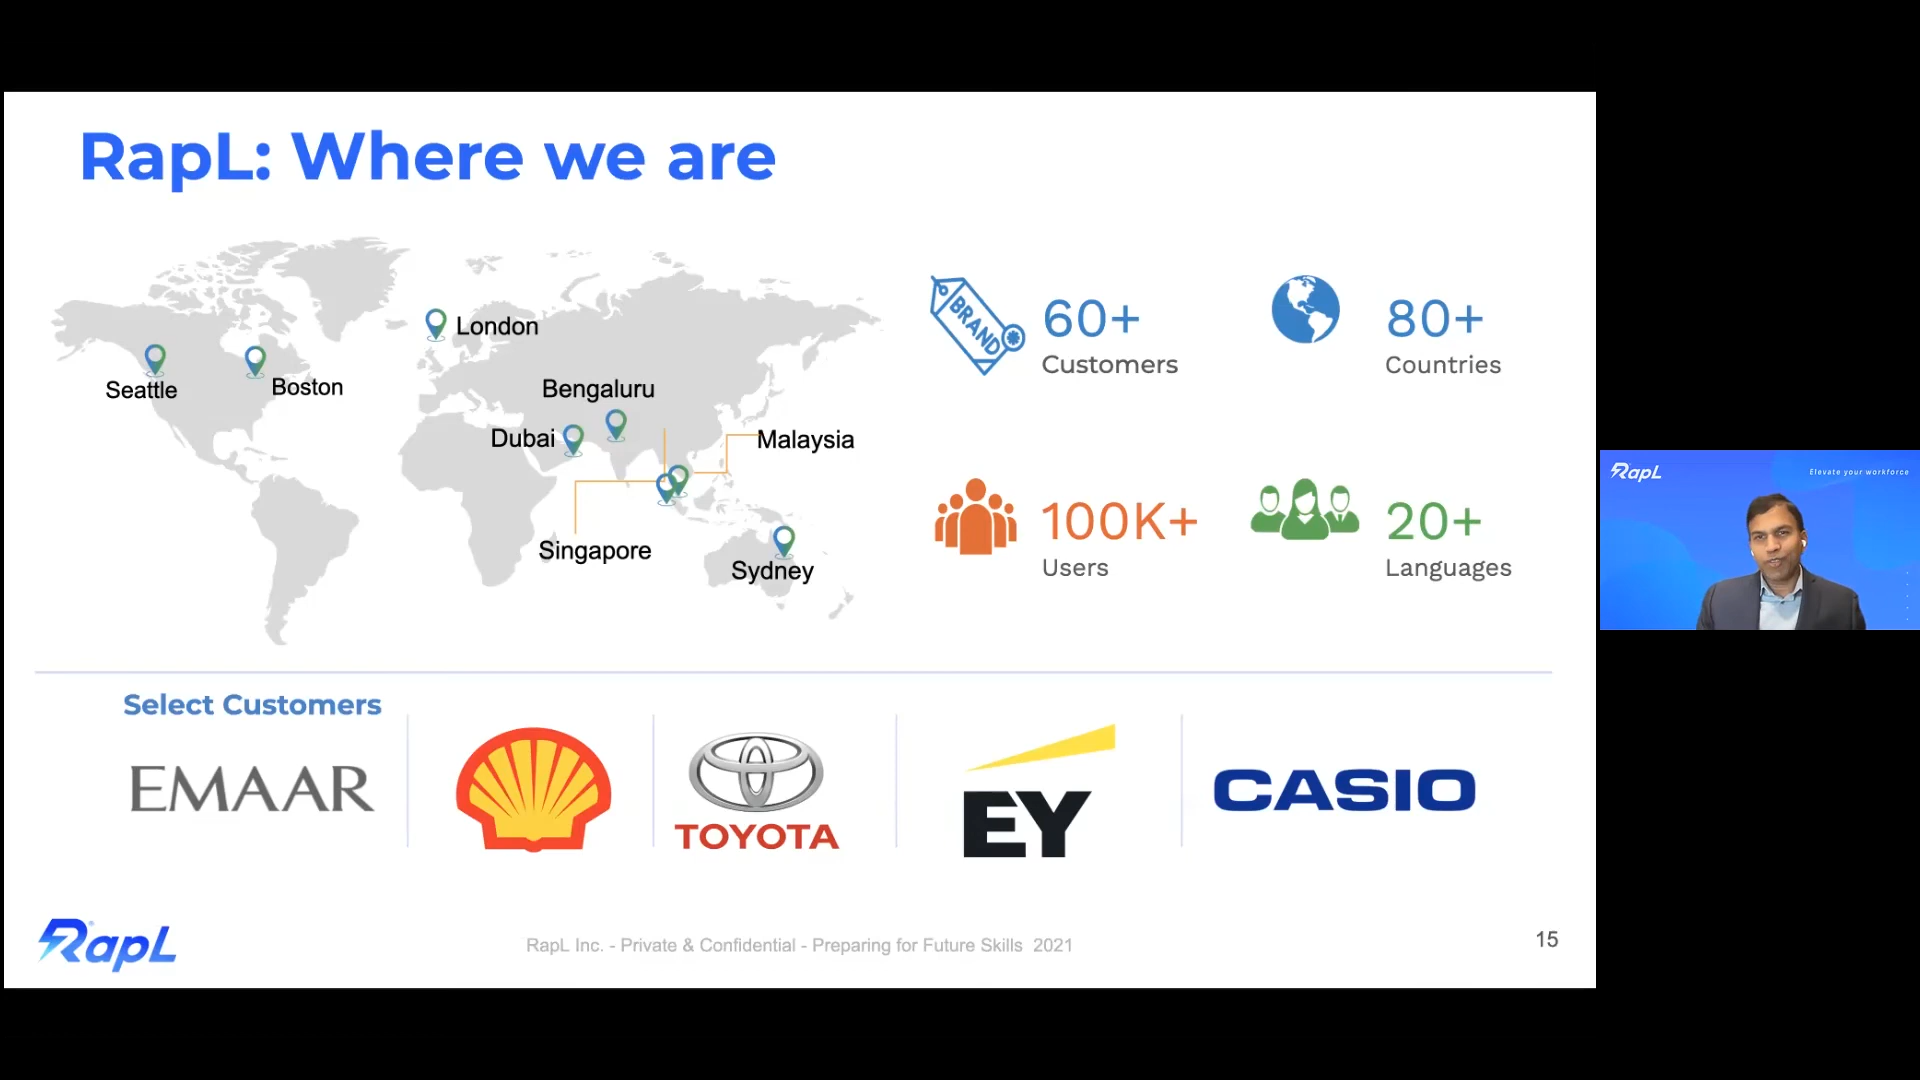 RapL: Where we are
London
Seattle
Boston
Bengaluru
Dubai
Malaysia
Singapore
Sydney
BRAND
60+
Customers
80+
Countries
100K+
Users
20+
Languages
Select Customers
EMAAR
TOYOTA
EY
CASIO
RapL
RapL Inc. - Private & Confidential - Preparing for Future Skills 2021
15
RapL
Elevate your workforce